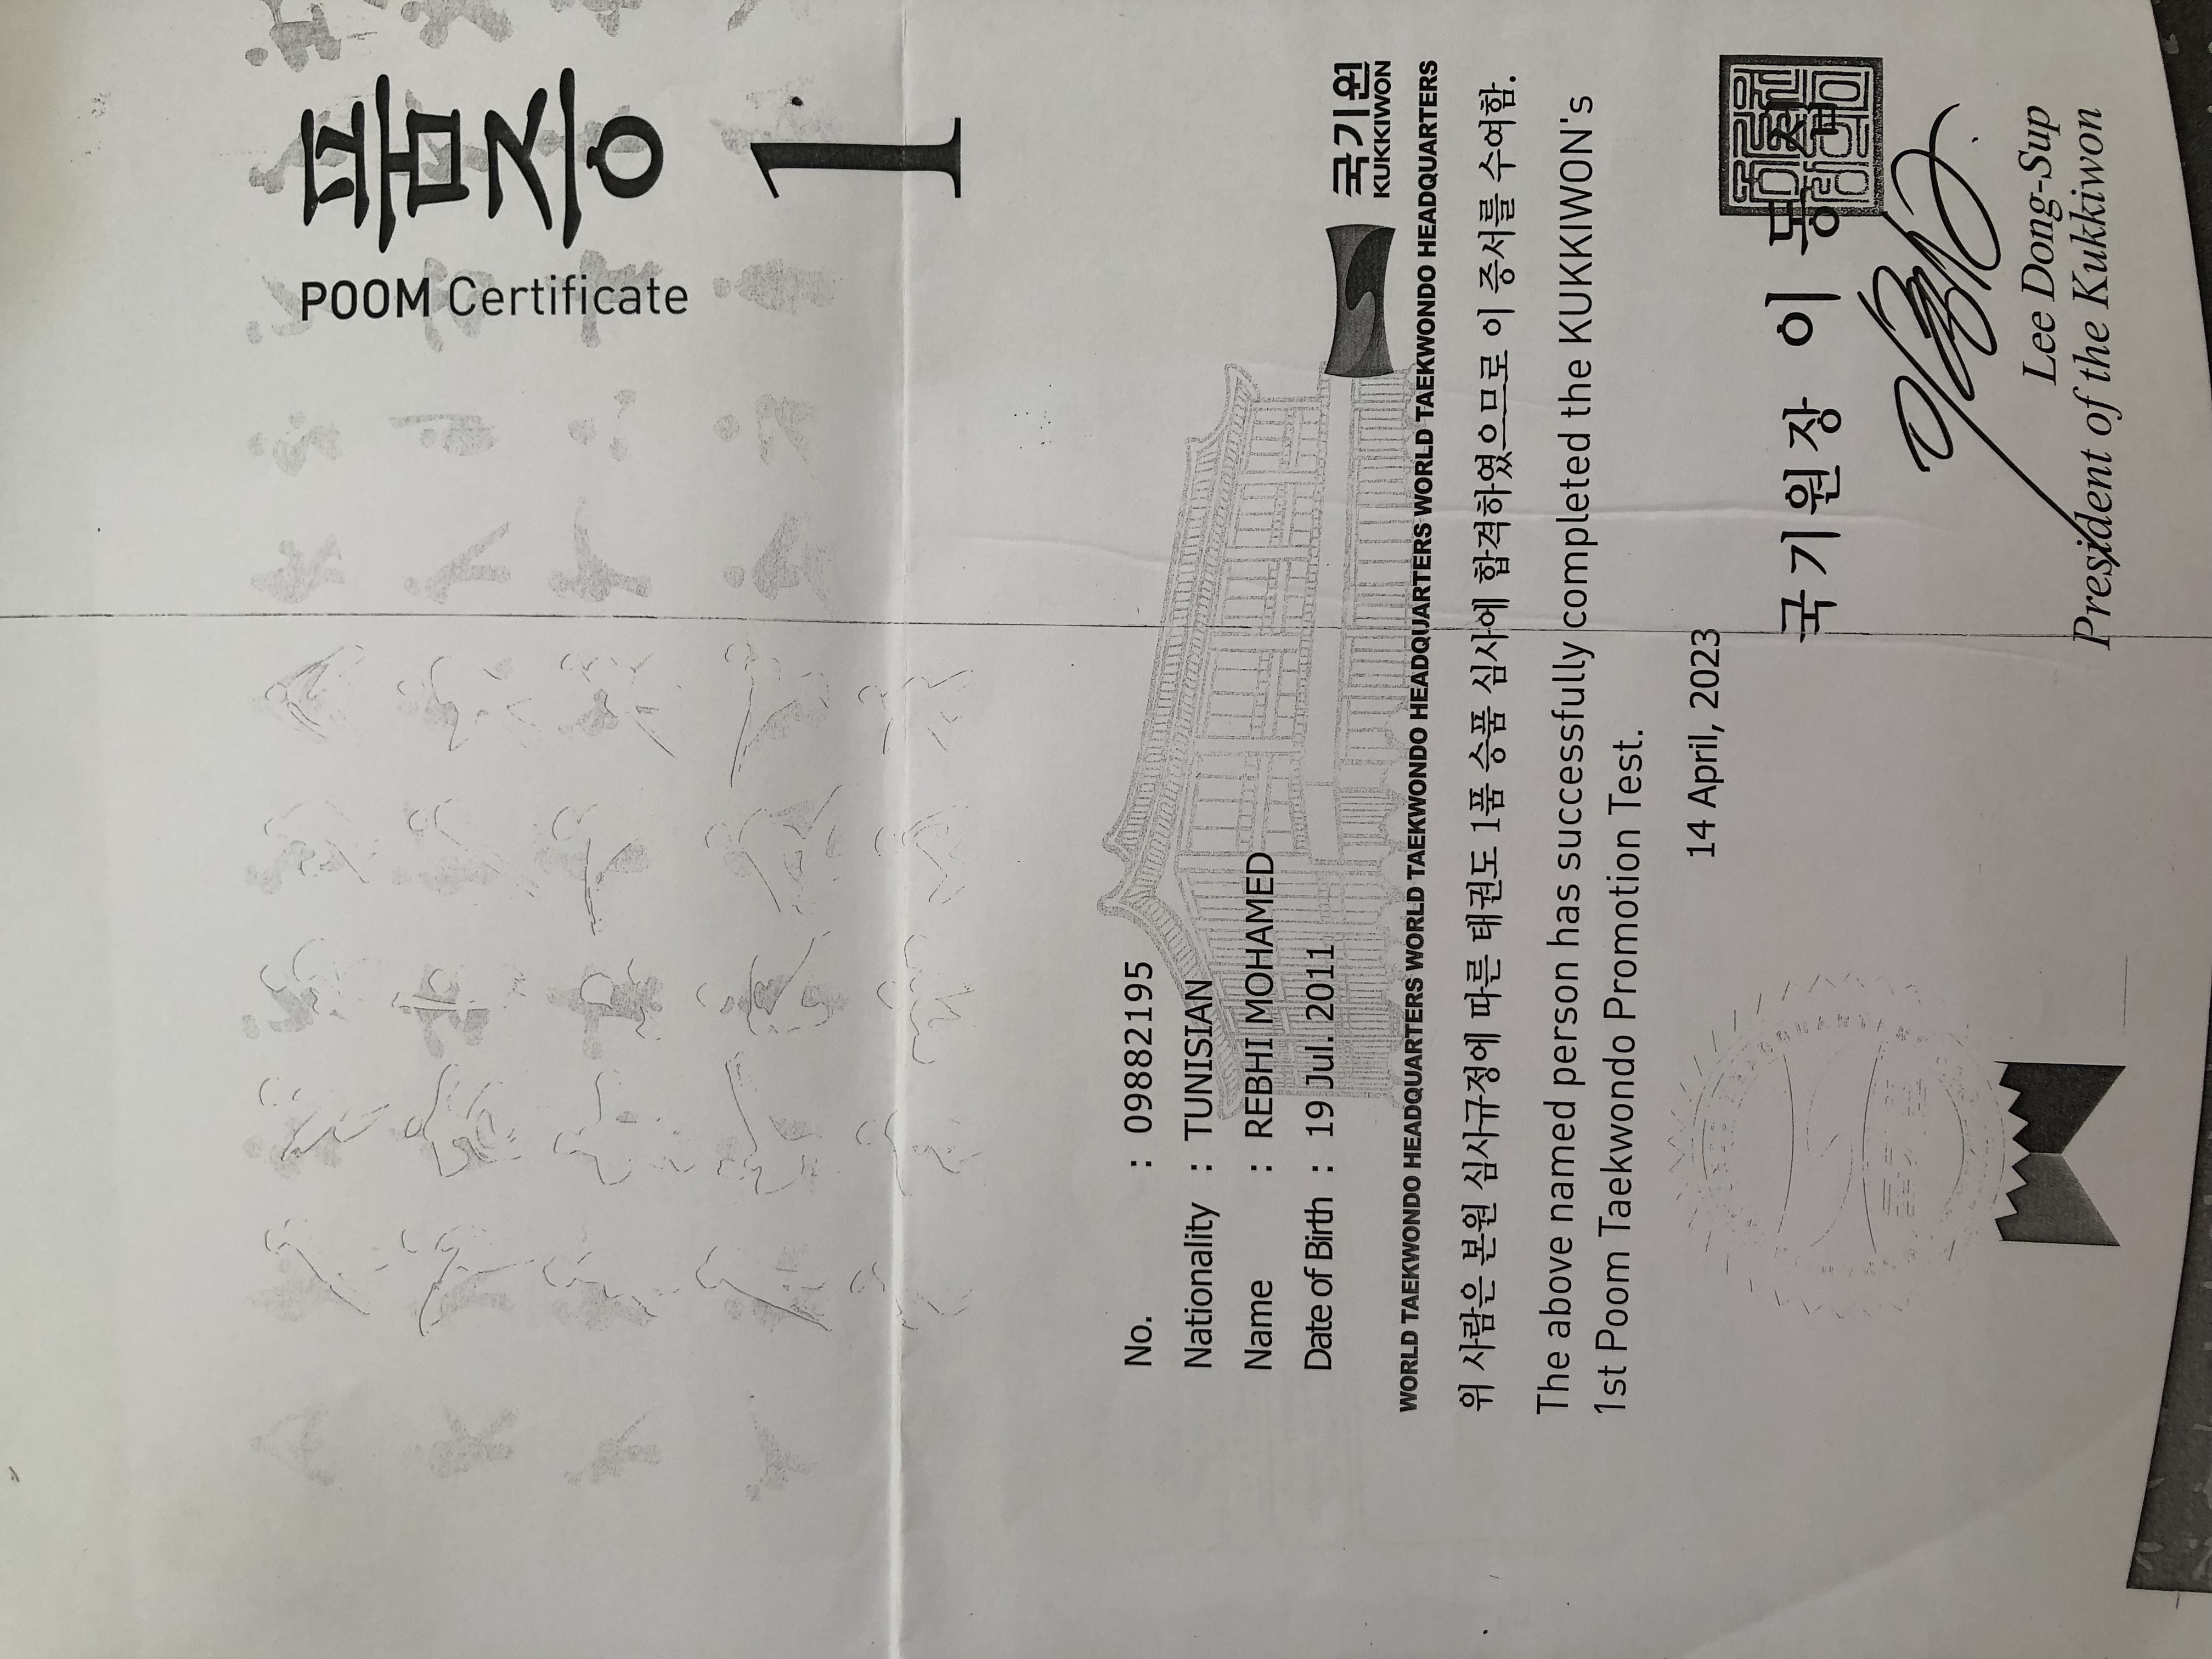 품증
POOM Certificate
1
No. : 09882195
Nationality : TUNISIAN
Name : REBHI MOHAMED
Date of Birth : 19 Jul. 2011
국기원
KUKKIWON
WORLD TAEKWONDO HEADQUARTERS WORLD TAEKWONDO HEADQUARTERS WORLD TAEKWONDO HEADQUARTERS WORLD TAEKWONDO HEADQUARTERS
위 사람은 본원 심사규정에 따른 태권도 1품 승품 심사에 합격하였으므로 이 증서를 수여함.
The above named person has successfully completed the KUKKIWON's
1st Poom Taekwondo Promotion Test.
14 April, 2023
국기원장 이 동 섭
Lee Dong-Sup
President of the Kukkiwon